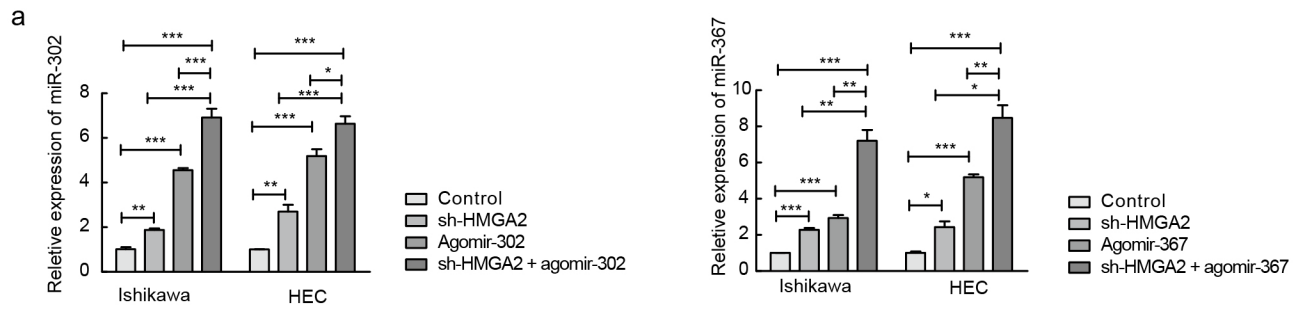 a
Reletive expression of miR-302
8
6
4
2
0
*** *** *** *** **
*** * *** *** **
Ishikawa
HEC
Control
sh-HMGA2
Agomir-302
sh-HMGA2 + agomir-302
Reletive expression of miR-367
10
8
6
4
2
0
*** ** ** *** ***
*** ** * *** *
Ishikawa
HEC
Control
sh-HMGA2
Agomir-367
sh-HMGA2 + agomir-367